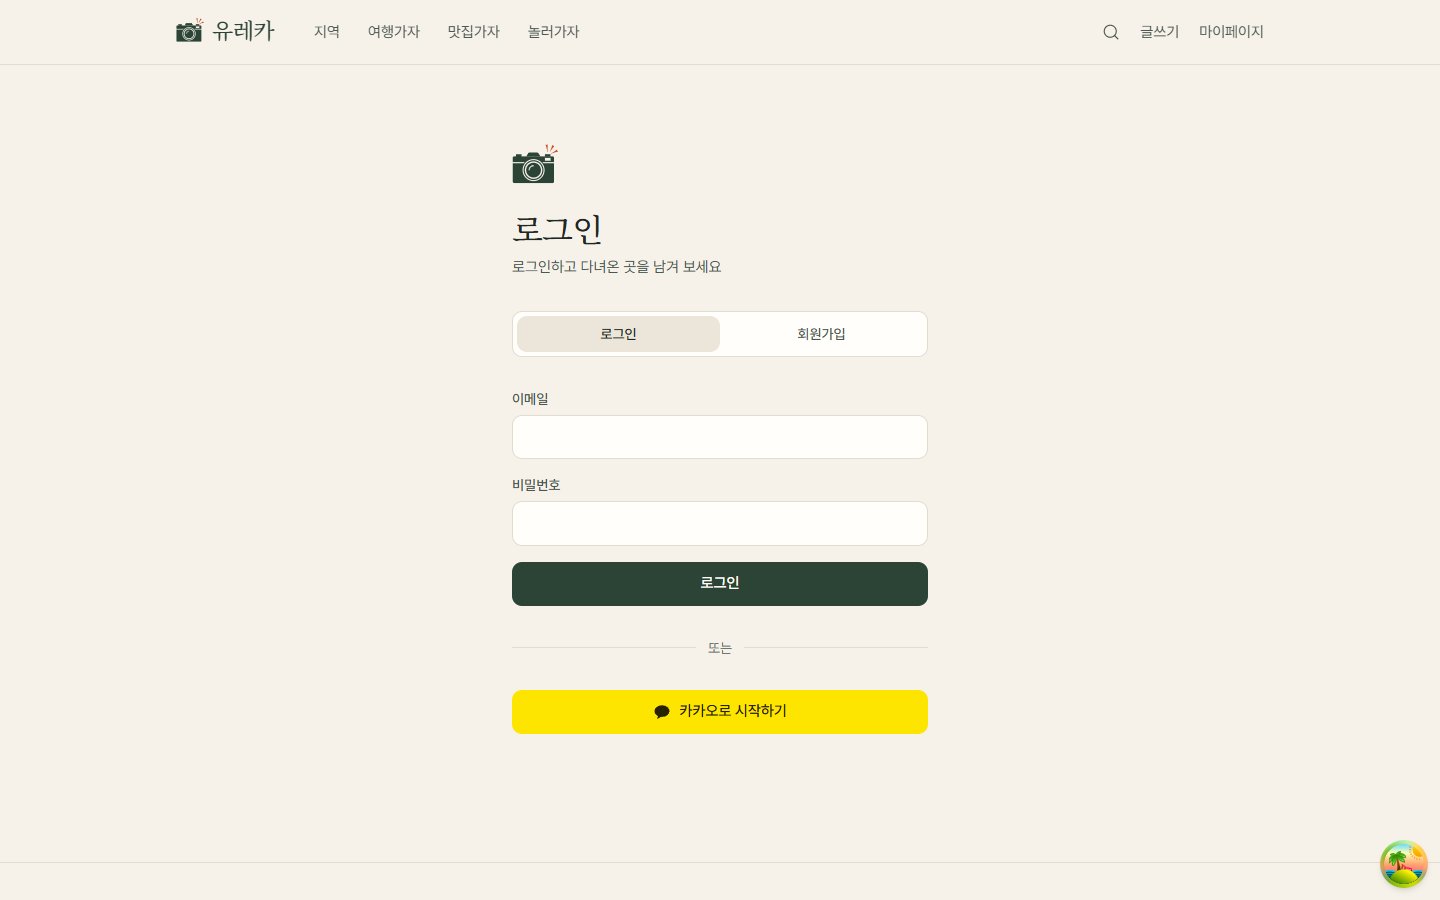 유레카 지역 여행가자 맛집가자 놀러가자 글쓰기 마이페이지
로그인
로그인하고 다녀온 곳을 남겨 보세요
로그인 회원가입
이메일
비밀번호
로그인
또는
카카오로 시작하기